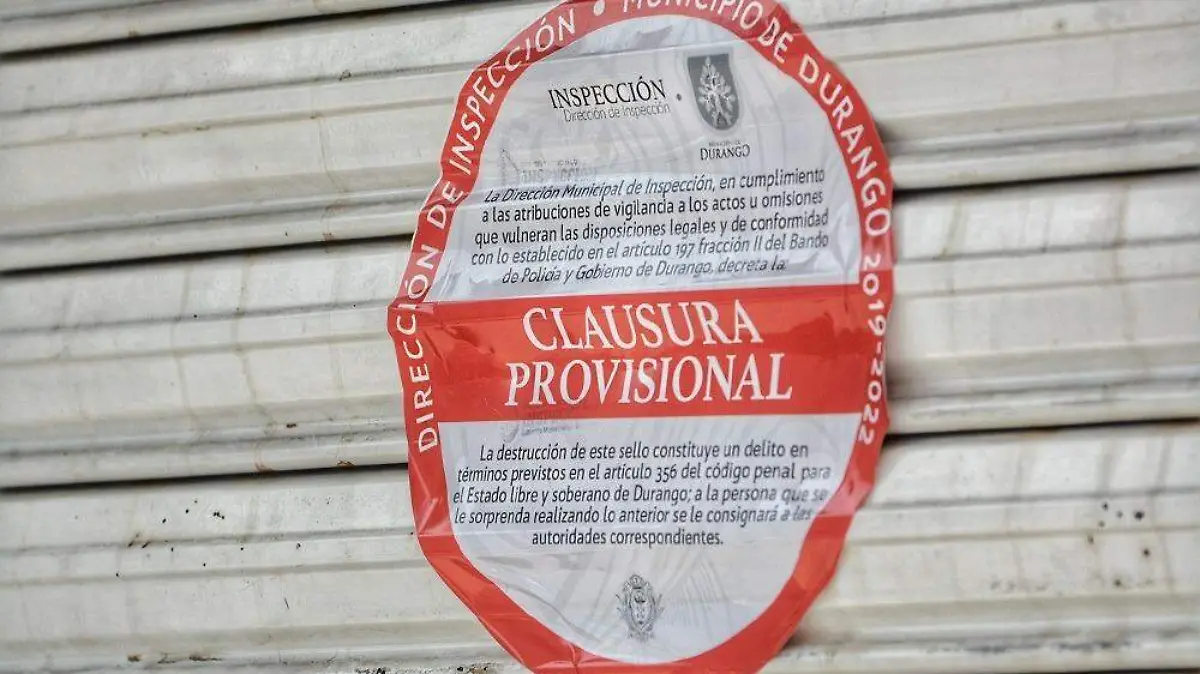 DIRECCIÓN DE INSPECCIÓN • MUNICIPIO DE DURANGO 2019-2022
INSPECCIÓN
Dirección de Inspección
DURANGO
La Dirección Municipal de Inspección, en cumplimiento
a las atribuciones de vigilancia a los actos u omisiones
que vulneran las disposiciones legales y de conformidad
con lo establecido en el artículo 197 fracción II del Bando
de Policía y Gobierno de Durango, decreta la:
CLAUSURA
PROVISIONAL
La destrucción de este sello constituye un delito en
términos previstos en el artículo 356 del código penal para
el Estado libre y soberano de Durango; a la persona que se
le sorprenda realizando lo anterior se le consignará a las
autoridades correspondientes.